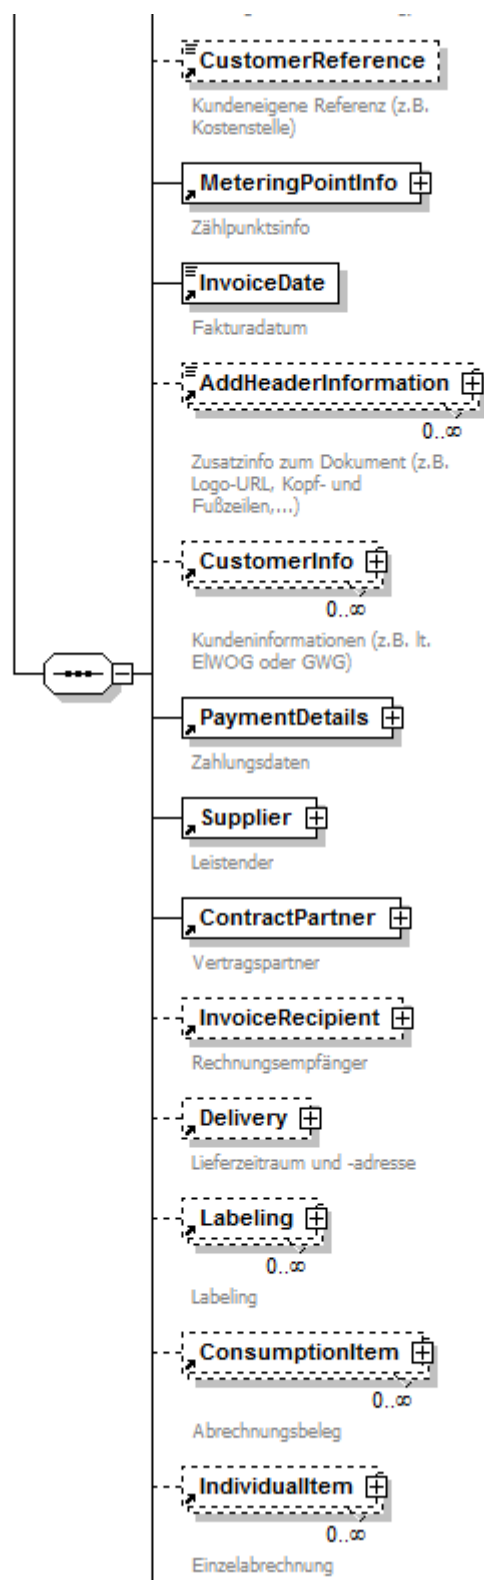 CustomerReference
Kundeneigene Referenz (z.B.
Kostenstelle)
MeteringPointInfo
Zählpunktsinfo
InvoiceDate
Fakturadatum
AddHeaderInformation
0..∞
Zusatzinfo zum Dokument (z.B.
Logo-URL, Kopf- und
Fußzeilen,...)
CustomerInfo
0..∞
Kundeninformationen (z.B. lt.
ElWOG oder GWG)
PaymentDetails
Zahlungsdaten
Supplier
Leistender
ContractPartner
Vertragspartner
InvoiceRecipient
Rechnungsempfänger
Delivery
Lieferzeitraum und -adresse
Labeling
0..∞
Labeling
ConsumptionItem
0..∞
Abrechnungsbeleg
IndividualItem
0..∞
Einzelabrechnung